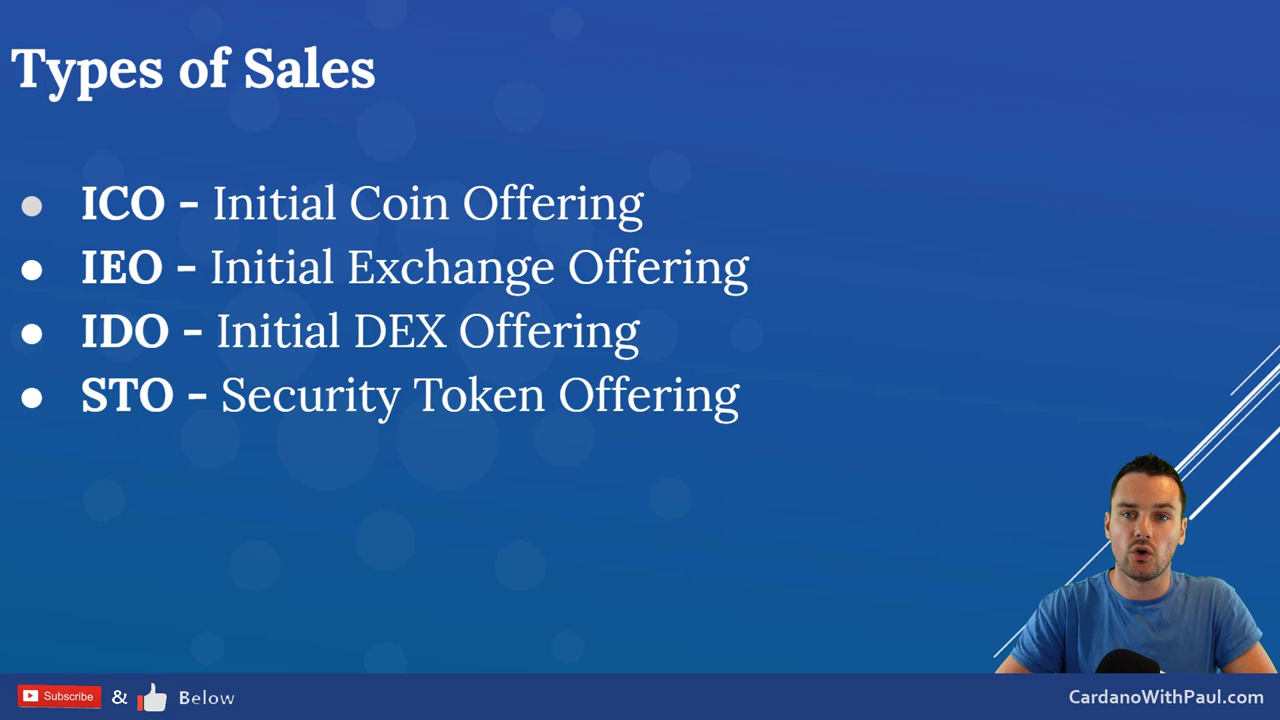 Types of Sales
ICO - Initial Coin Offering
IEO - Initial Exchange Offering
IDO - Initial DEX Offering
STO - Security Token Offering
Subscribe & Below
CardanoWithPaul.com